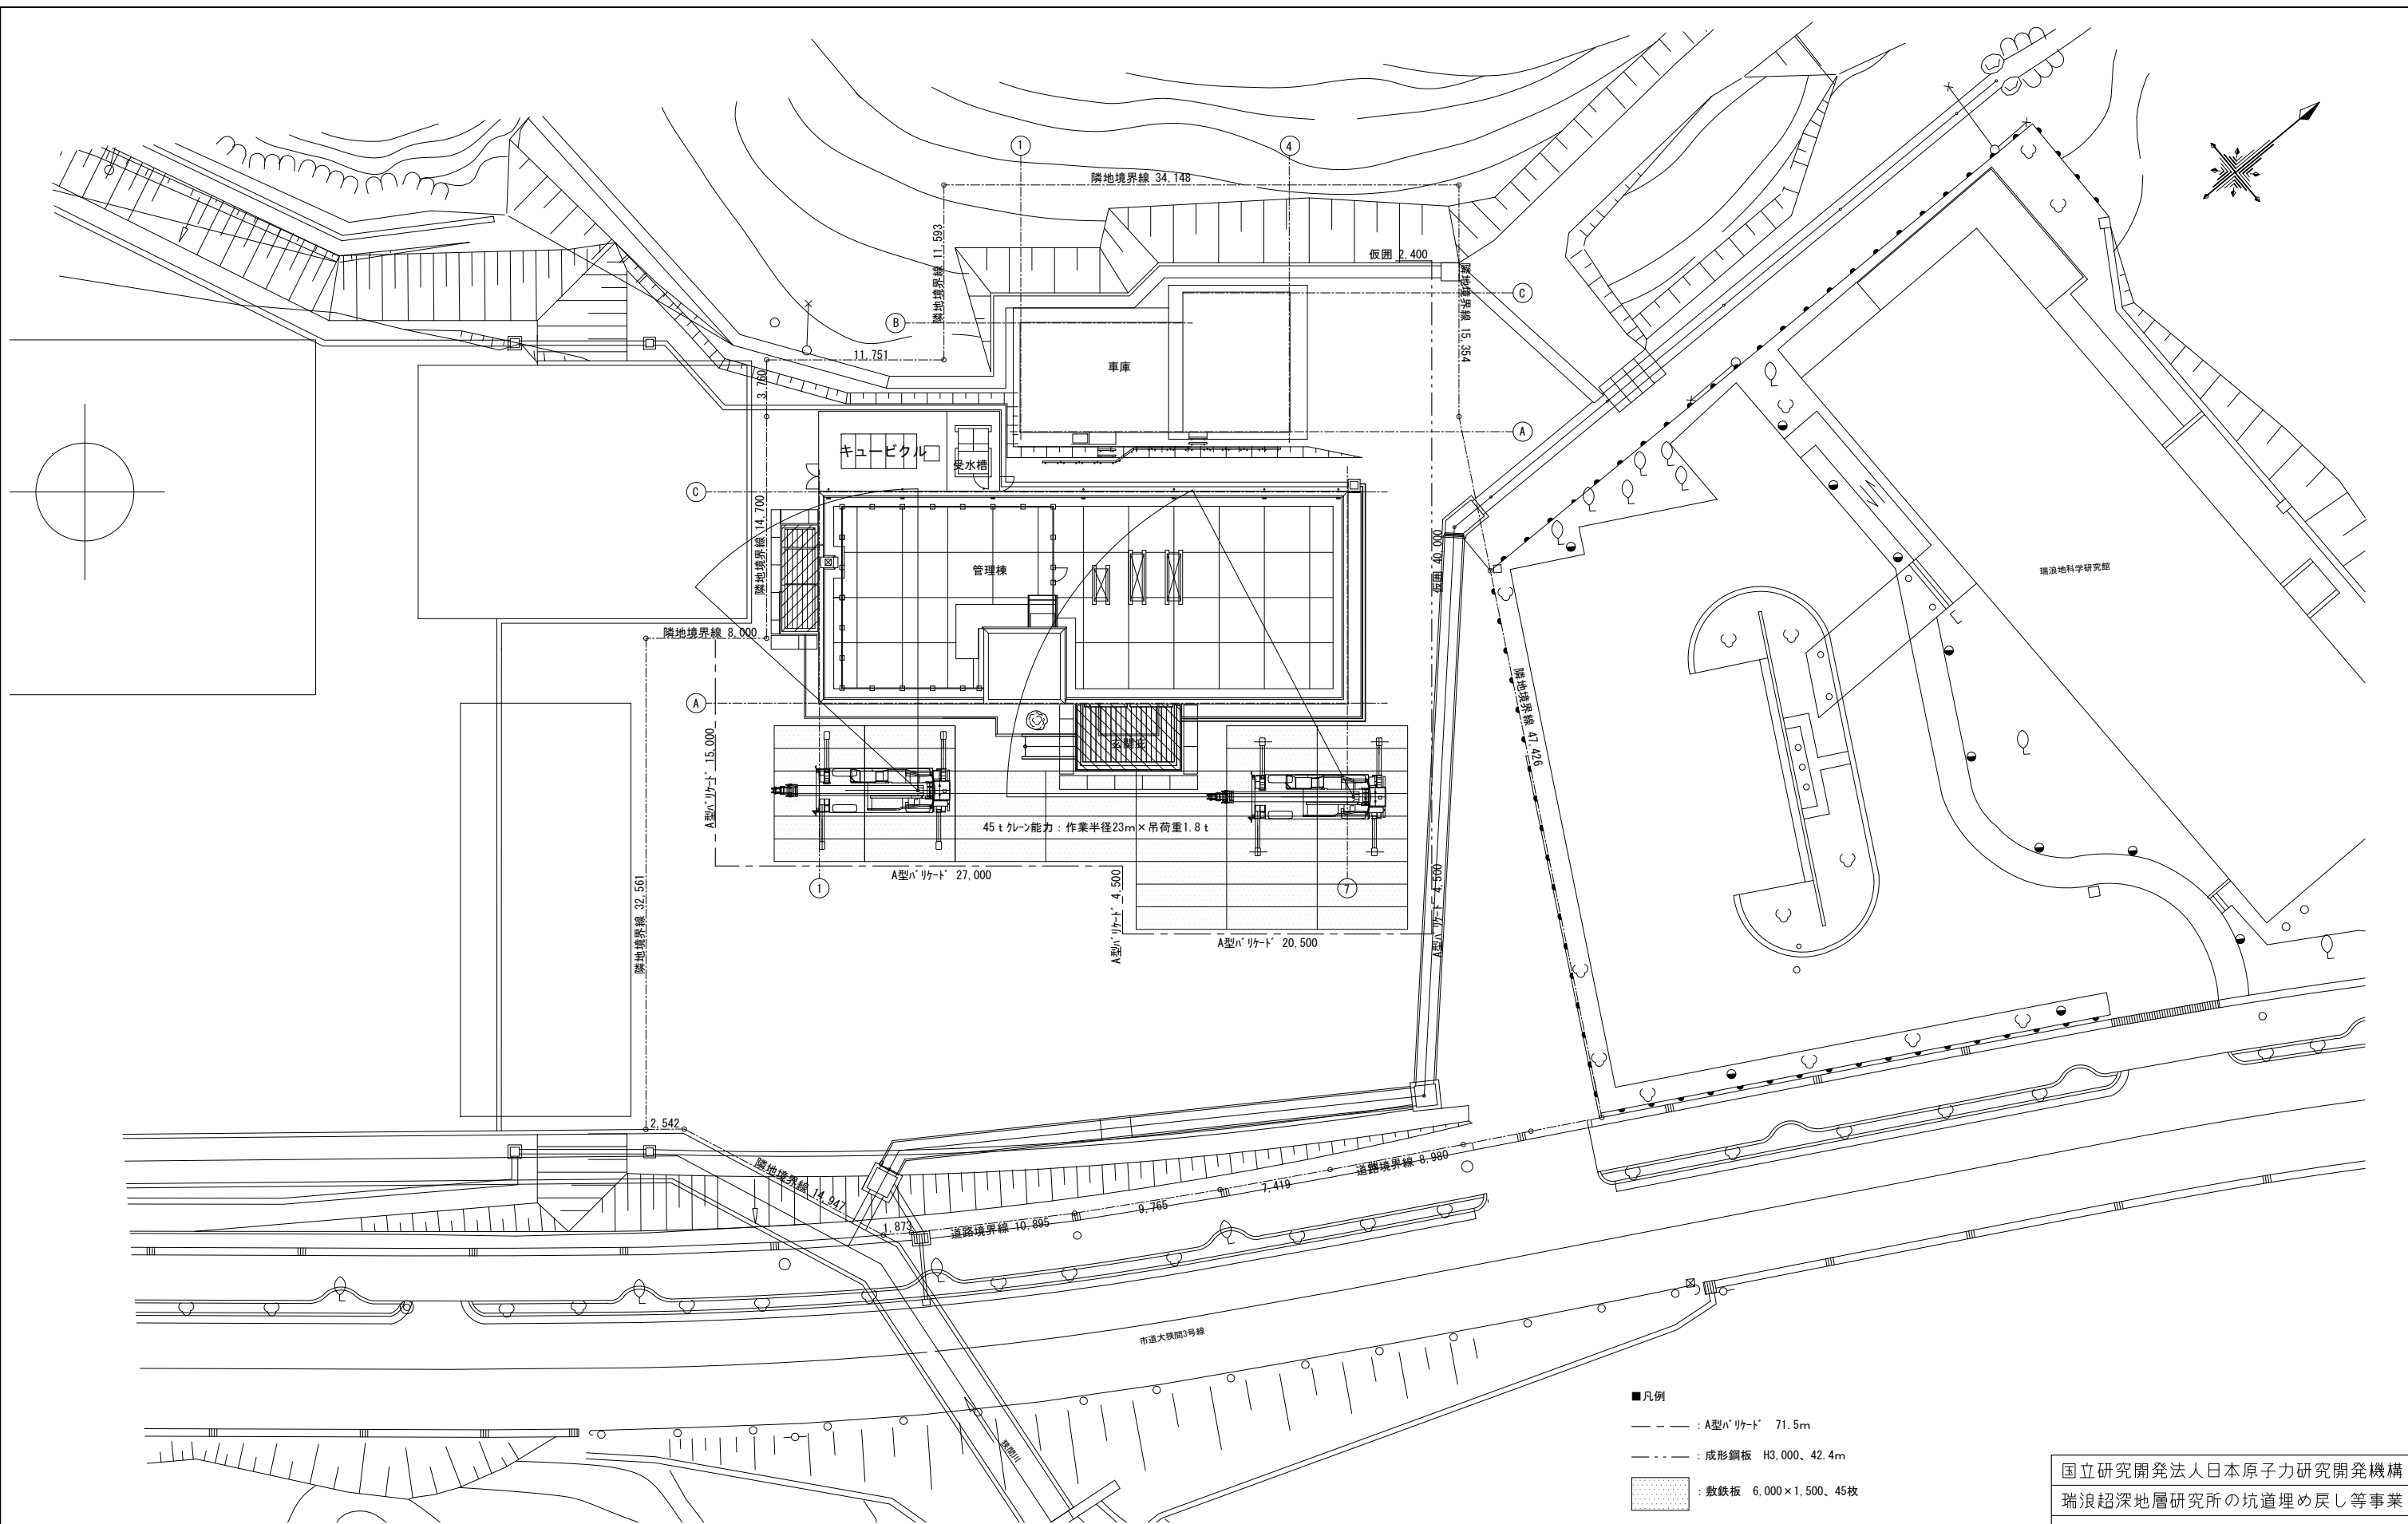 ① ④
隣地境界線 34,148
隣地境界線 11,593
仮囲 2,400
隣地境界線 15,354
C
B
11,751
車庫
3,760
A
キュービクル
受水槽
C
隣地境界線 14,700
管理棟
仮囲 40,000
瑞浪地科学研究館
隣地境界線 8,000
A
隣地境界線 47,426
A型バリケード 15,000
玄関庇
45tクレーン能力:作業半径23m×吊荷重1.8t
A型バリケード 27,000
① ⑦
A型バリケード 4,500
A型バリケード 4,500
隣地境界線 32,561
A型バリケード 20,500
2,542
隣地境界線 14,947
道路境界線 8,980
7,419
9,765
1,873
道路境界線 10,895
市道大狭間3号線
狭間川
■凡例
:A型バリケード 71.5m
:成形鋼板 H3,000、42.4m
:敷鉄板 6,000×1,500、45枚
国立研究開発法人日本原子力研究開発機構
瑞浪超深地層研究所の坑道埋め戻し等事業